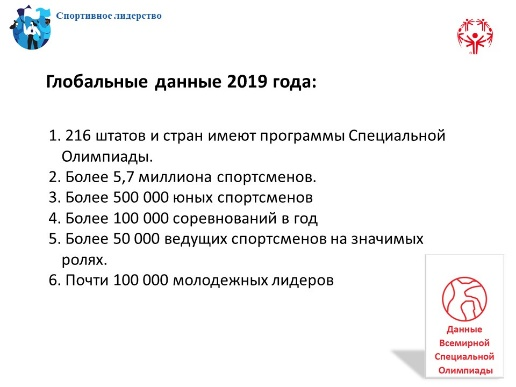 Спортивное лидерство
Глобальные данные 2019 года:
1. 216 штатов и стран имеют программы Специальной
Олимпиады.
2. Более 5,7 миллиона спортсменов.
3. Более 500 000 юных спортсменов
4. Более 100 000 соревнований в год
5. Более 50 000 ведущих спортсменов на значимых
ролях.
6. Почти 100 000 молодежных лидеров
Данные
Всемирной
Специальной
Олимпиады